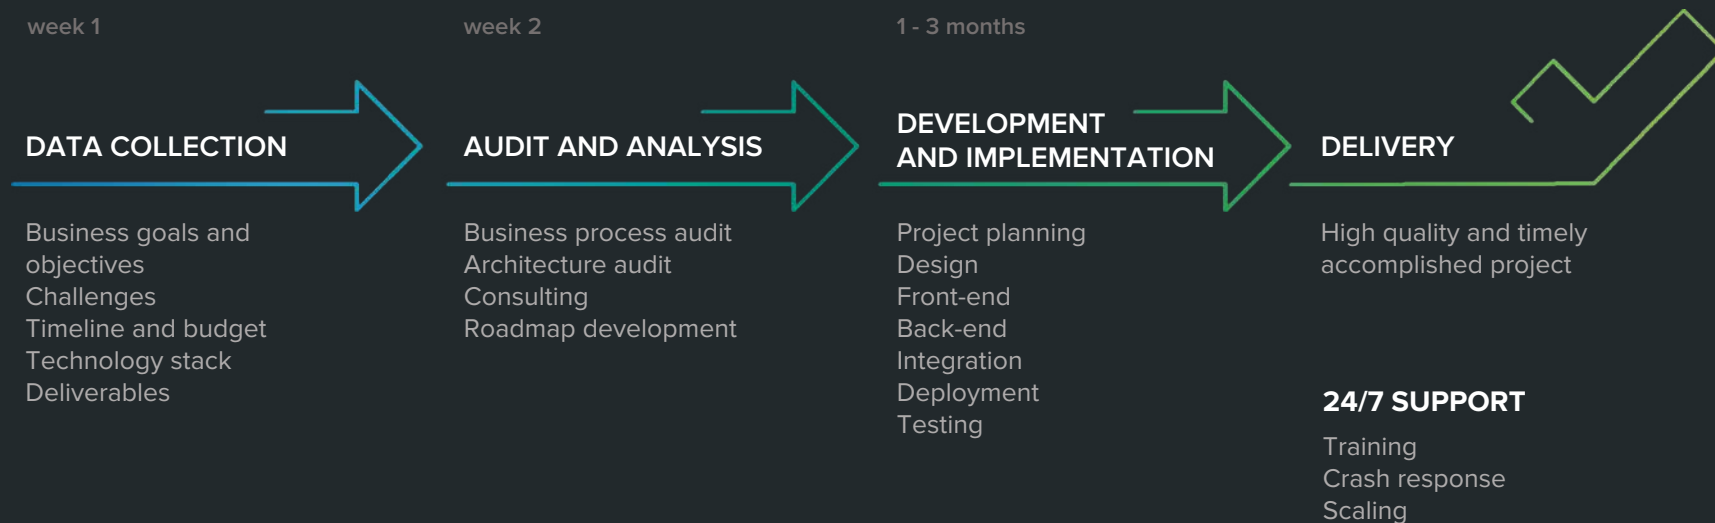 week 1
week 2
1 - 3 months
DATA COLLECTION
AUDIT AND ANALYSIS
DEVELOPMENT
AND IMPLEMENTATION
DELIVERY
Business goals and
objectives
Challenges
Timeline and budget
Technology stack
Deliverables
Business process audit
Architecture audit
Consulting
Roadmap development
Project planning
Design
Front-end
Back-end
Integration
Deployment
Testing
High quality and timely
accomplished project
24/7 SUPPORT
Training
Crash response
Scaling